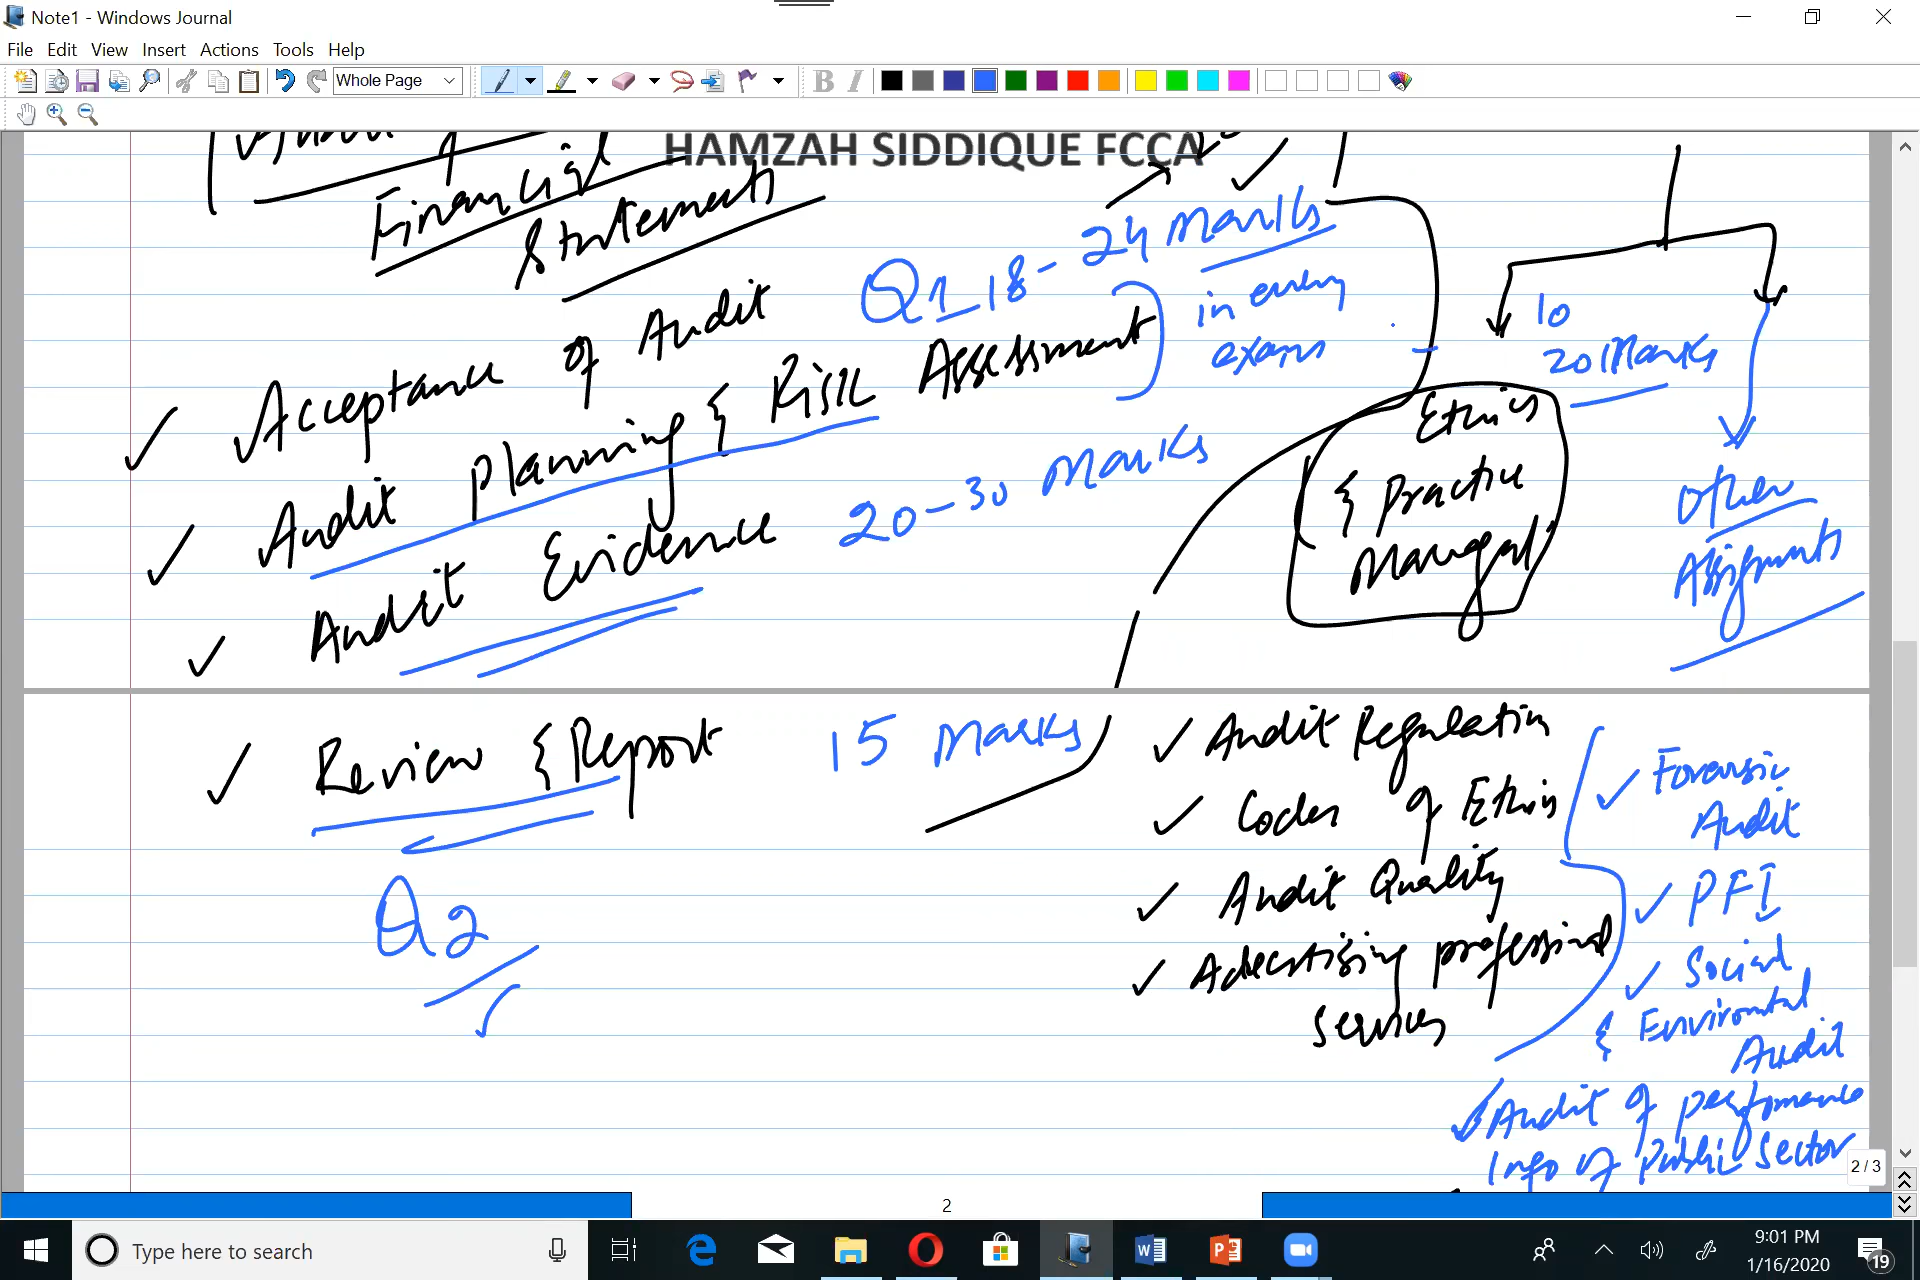 Note1 - Windows Journal
File Edit View Insert Actions Tools Help
Whole Page
B I
HAMZAH SIDDIQUE FCCA
Financial
Statements
Acceptance of Audit
Q1 18 - 24 Marks
in every
exam
Audit Planning & Risk Assessment
Audit Evidence 20-30 Marks
10
20 Marks
Ethics
& Practice
Other
Assignments
Review & Report 15 Marks
Q2
Audit Regulation
Codes of Ethics
Audit Quality
Advertising professional
services
Forensic
Audit
PFI
Social
& Enviromtal
Audit
Audit of performance
Info of Public Sector
2 / 3
2
Type here to search
9:01 PM
1/16/2020
19